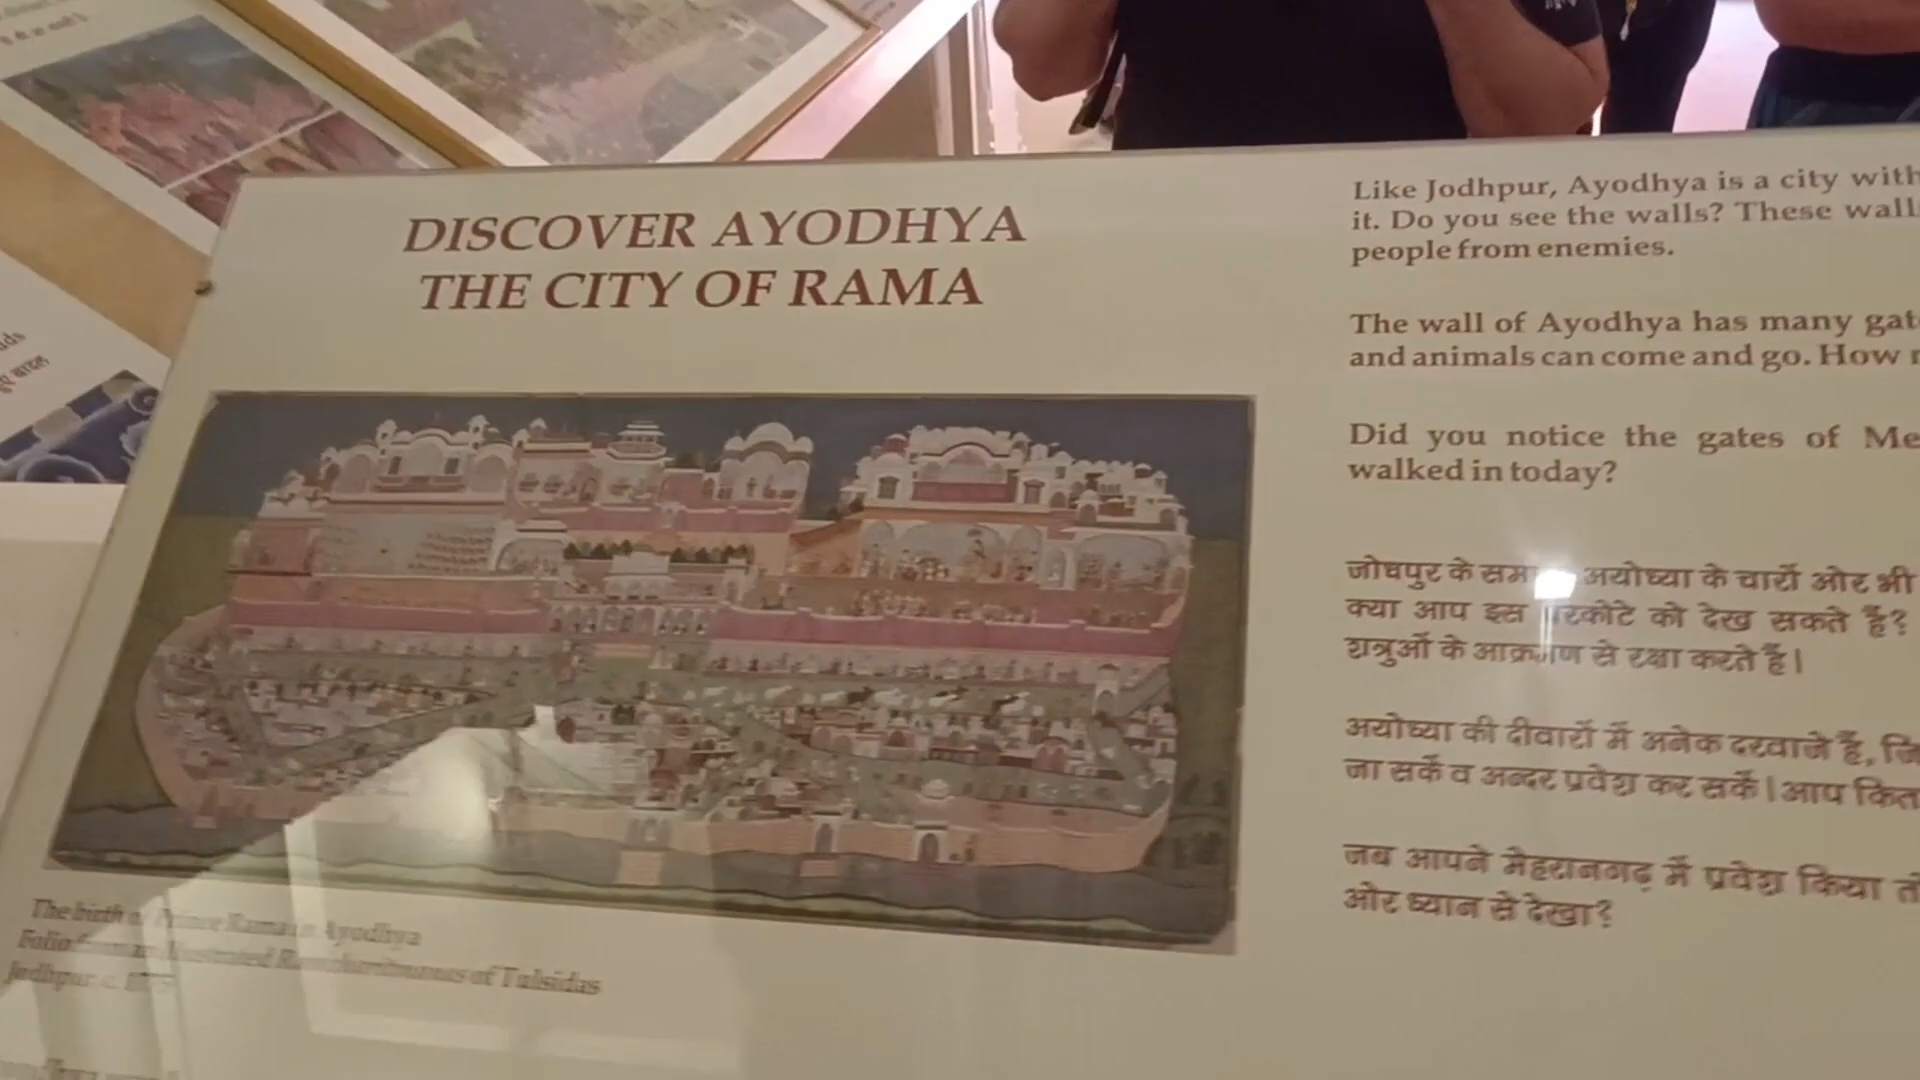 DISCOVER AYODHYA
THE CITY OF RAMA
The birth of Prince Rama in Ayodhya
Folio from an illustrated Ramcharitmanas of Tulsidas
Jodhpur c.
Like Jodhpur, Ayodhya is a city with
it. Do you see the walls? These wall
people from enemies.
The wall of Ayodhya has many gat
and animals can come and go. How
Did you notice the gates of Me
walked in today?
जोधपुर के अयोध्या के चारों ओर भी
क्या आप इस को देख सकते हैं?
शत्रुओं के आक्रमण से रक्षा करते हैं।
अयोध्या की दीवारों में अनेक दरवाजे हैं,
जा सकें व अन्दर प्रवेश कर सकें। आप कित
जब आपने मेहरानगढ़ में प्रवेश किया
ओर ध्यान से देखा?